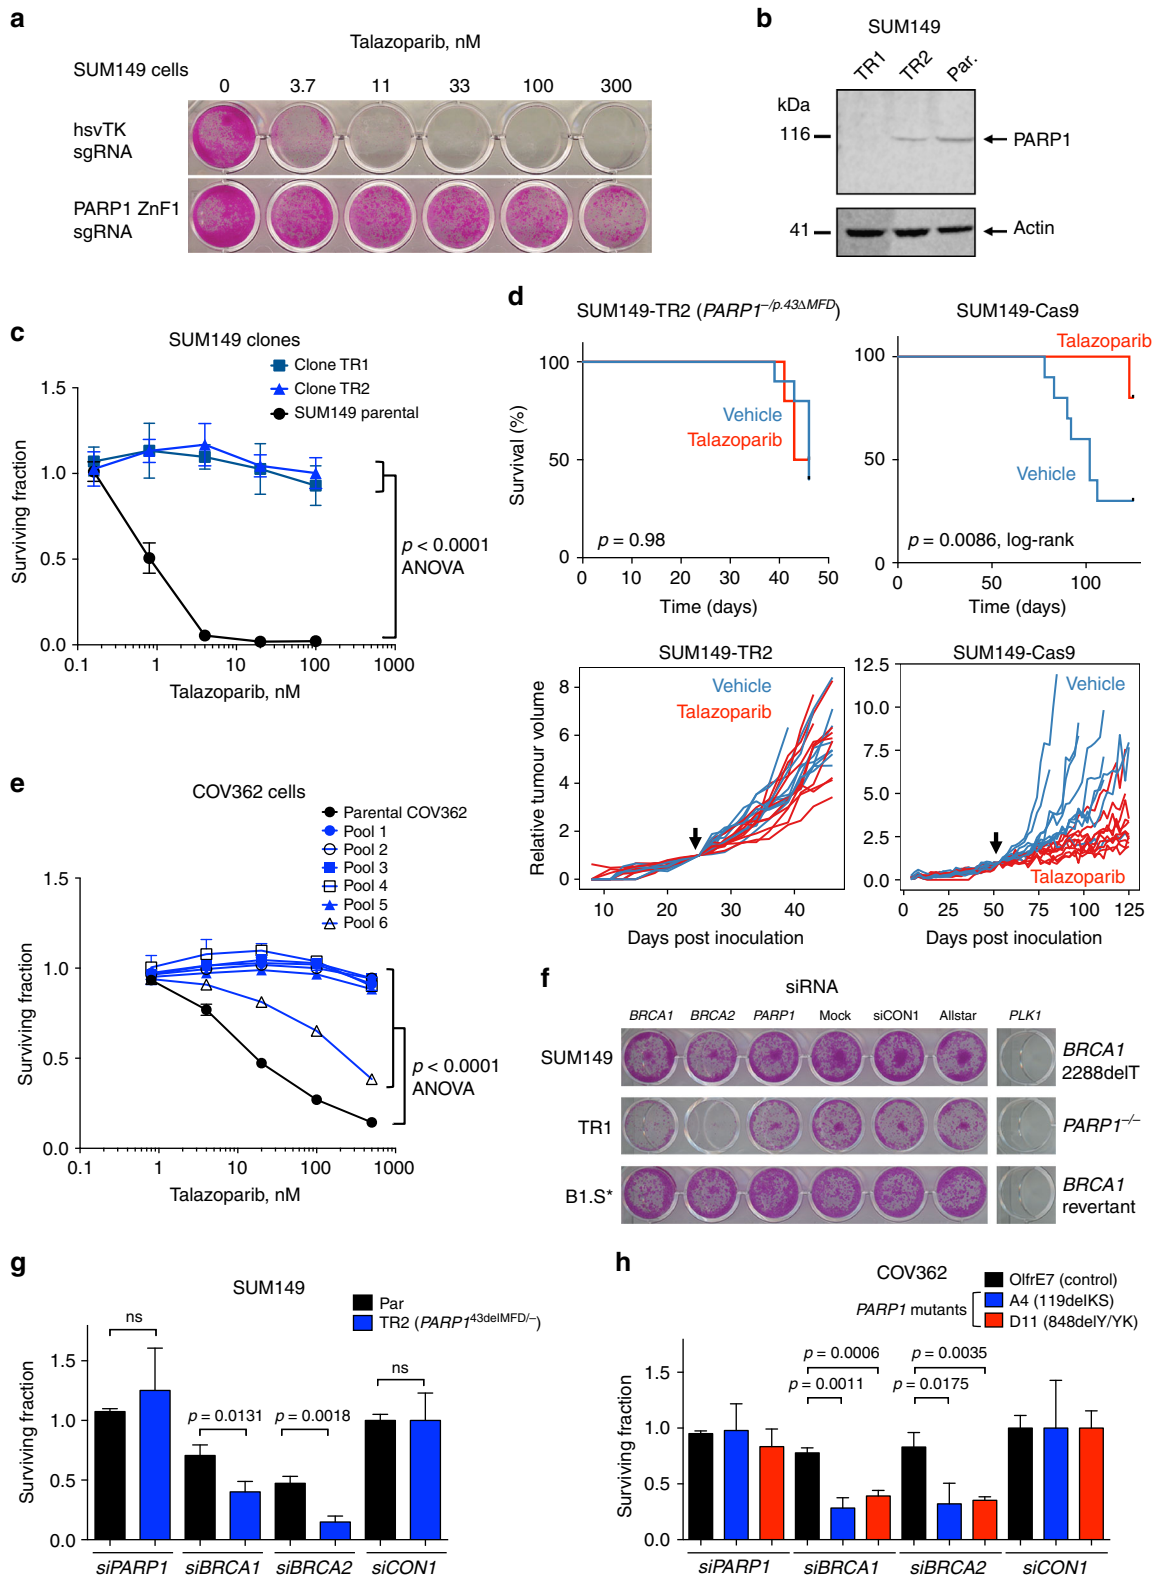 a
Talazoparib, nM
SUM149 cells
0 3.7 11 33 100 300
hsvTK
sgRNA
PARP1 ZnF1
sgRNA
b
SUM149
TR1 TR2 Par.
kDa
116
PARP1
41
Actin
c
SUM149 clones
Clone TR1
Clone TR2
SUM149 parental
1.5
1.0
0.5
0.0
Surviving fraction
p < 0.0001
ANOVA
0.1 1 10 100 1000
Talazoparib, nM
d
SUM149-TR2 (PARP1–/p.43ΔMFD)
100
50
0
Survival (%)
Vehicle
Talazoparib
p = 0.98
0 10 20 30 40 50
Time (days)
SUM149-Cas9
Talazoparib
100
50
0
Vehicle
p = 0.0086, log-rank
0 50 100
Time (days)
SUM149-TR2
Vehicle
Talazoparib
8
6
4
2
0
Relative tumour volume
10 20 30 40
Days post inoculation
SUM149-Cas9
Vehicle
12.5
10.0
7.5
5.0
2.5
0.0
Talazoparib
0 25 50 75 100 125
Days post inoculation
e
COV362 cells
Parental COV362
Pool 1
Pool 2
Pool 3
Pool 4
Pool 5
Pool 6
1.5
1.0
0.5
0.0
Surviving fraction
p < 0.0001
ANOVA
0.1 1 10 100 1000
Talazoparib, nM
f
siRNA
BRCA1 BRCA2 PARP1 Mock siCON1 Allstar PLK1
SUM149
BRCA1
2288delT
TR1
PARP1–/–
B1.S*
BRCA1
revertant
g
SUM149
Par
TR2 (PARP143delMFD/–)
ns
p = 0.0131
p = 0.0018
ns
1.5
1.0
0.5
0.0
Surviving fraction
siPARP1 siBRCA1 siBRCA2 siCON1
h
COV362
OlfrE7 (control)
PARP1 mutants
A4 (119delKS)
D11 (848delY/YK)
p = 0.0006
p = 0.0011
p = 0.0035
p = 0.0175
1.5
1.0
0.5
0.0
Surviving fraction
siPARP1 siBRCA1 siBRCA2 siCON1